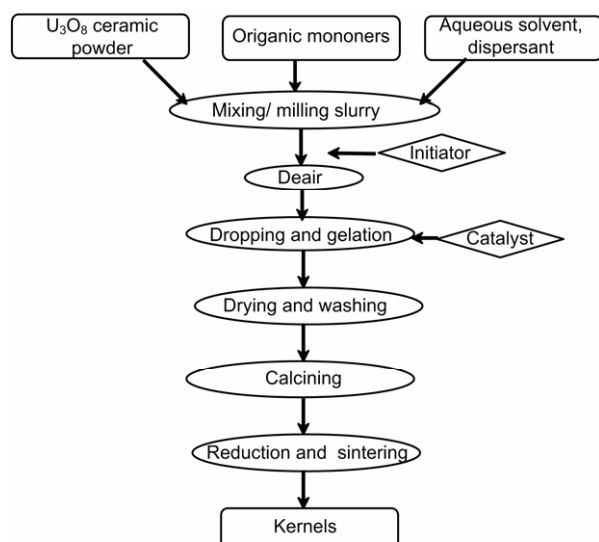 U₃O₈ ceramic
powder
Origanic mononers
Aqueous solvent,
dispersant
Mixing/ milling slurry
Initiator
Deair
Dropping and gelation
Catalyst
Drying and washing
Calcining
Reduction and sintering
Kernels